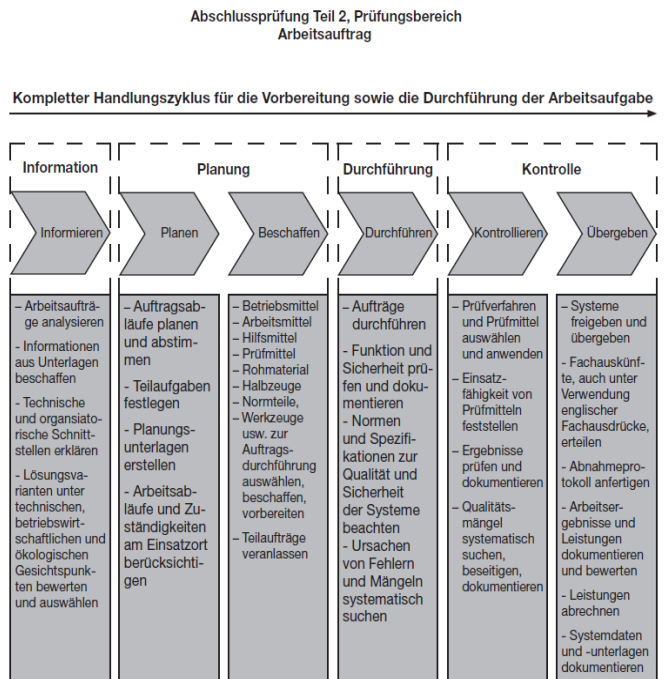 Abschlussprüfung Teil 2, Prüfungsbereich
Arbeitsauftrag
Kompletter Handlungszyklus für die Vorbereitung sowie die Durchführung der Arbeitsaufgabe
Information
Planung
Durchführung
Kontrolle
Informieren
Planen
Beschaffen
Durchführen
Kontrollieren
Übergeben
– Arbeitsaufträ-
ge analysieren
- Informationen
aus Unterlagen
beschaffen
- Technische
und organsiato-
rische Schnitt-
stellen erklären
- Lösungsva-
rianten unter
technischen,
betriebswirt-
schaftlichen und
ökologischen
Gesichtspunk-
ten bewerten
und auswählen
– Auftragsab-
läufe planen
und abstim-
men
- Teilaufgaben
festlegen
- Planungs-
unterlagen
erstellen
- Arbeitsab-
läufe und Zu-
ständigkeiten
am Einsatzort
berücksichti-
gen
– Betriebsmittel
– Arbeitsmittel
– Hilfsmittel
– Prüfmittel
– Rohmaterial
– Halbzeuge
– Normteile,
– Werkzeuge
usw. zur
Auftrags-
durchführung
auswählen,
beschaffen,
vorbereiten
– Teilaufträge
veranlassen
– Aufträge
durchführen
- Funktion und
Sicherheit prü-
fen und doku-
mentieren
- Normen
und Spezifi-
kationen zur
Qualität und
Sicherheit
der Systeme
beachten
- Ursachen
von Fehlern
und Mängeln
systematisch
suchen
– Prüfverfahren
und Prüfmittel
auswählen
und anwenden
– Einsatz-
fähigkeit von
Prüfmitteln
feststellen
– Ergebnisse
prüfen und
dokumentieren
– Qualitäts-
mängel
systematisch
suchen,
beseitigen,
dokumentieren
– Systeme
freigeben und
übergeben
- Fachauskünf-
te, auch unter
Verwendung
englischer
Fachausdrücke,
erteilen
- Abnahmepro-
tokoll anfertigen
- Arbeitser-
gebnisse und
Leistungen
dokumentieren
und bewerten
- Leistungen
abrechnen
- Systemdaten
und -unterlagen
dokumentieren